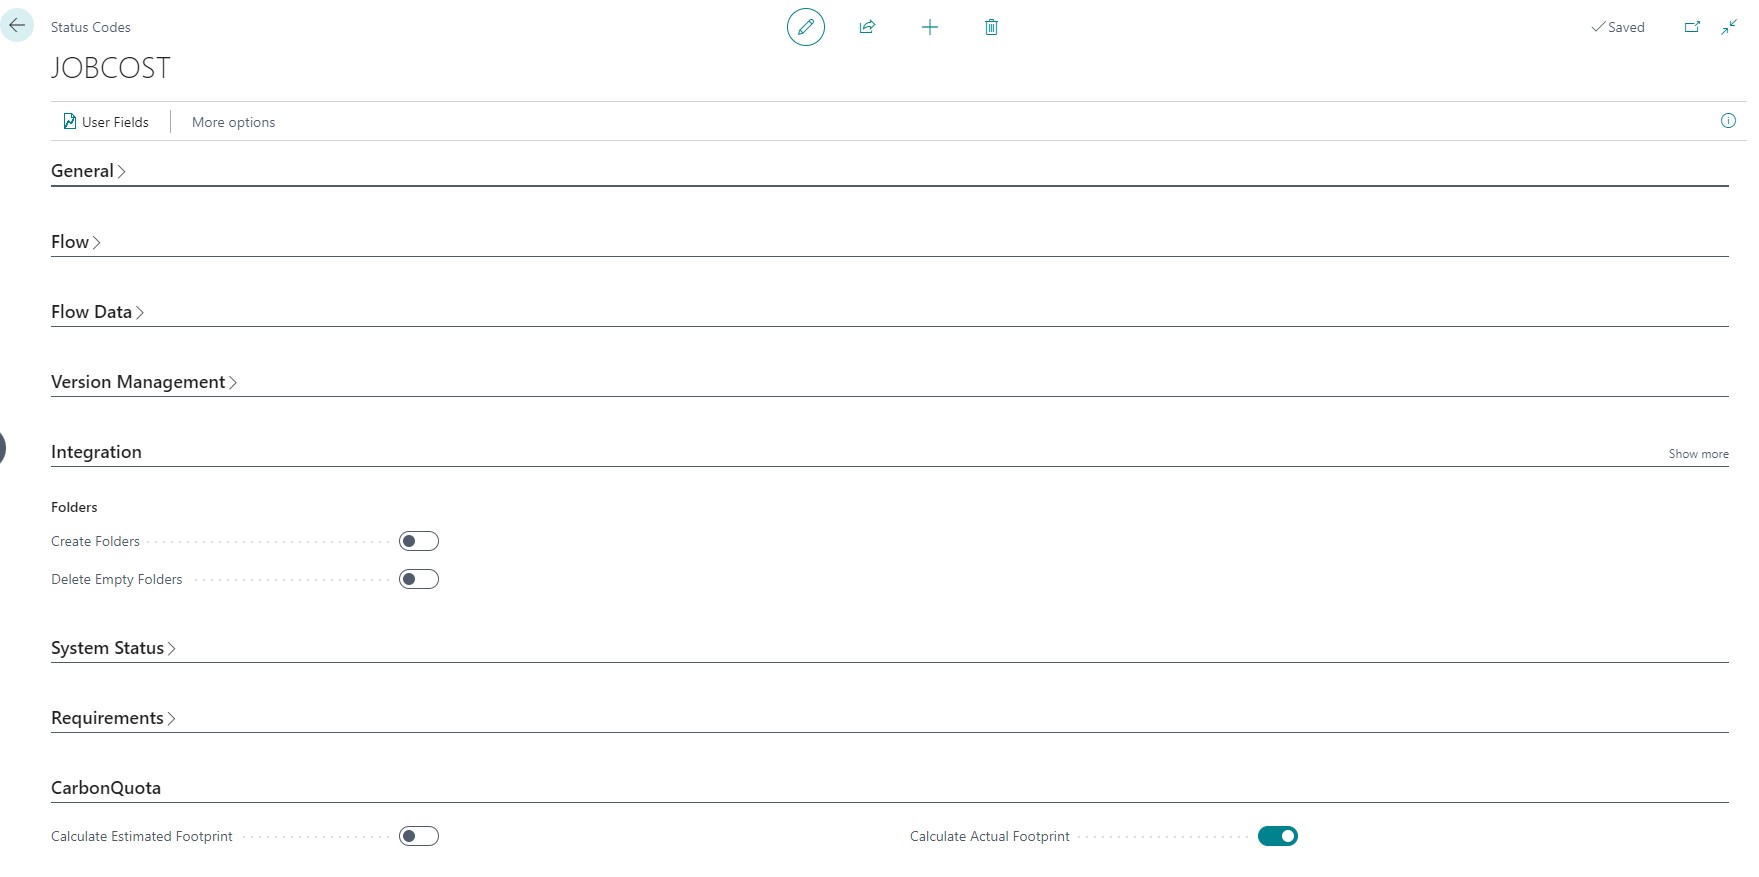 Status Codes
Saved
JOBCOST
User Fields
More options
General
Flow
Flow Data
Version Management
Integration
Show more
Folders
Create Folders
Delete Empty Folders
System Status
Requirements
CarbonQuota
Calculate Estimated Footprint
Calculate Actual Footprint